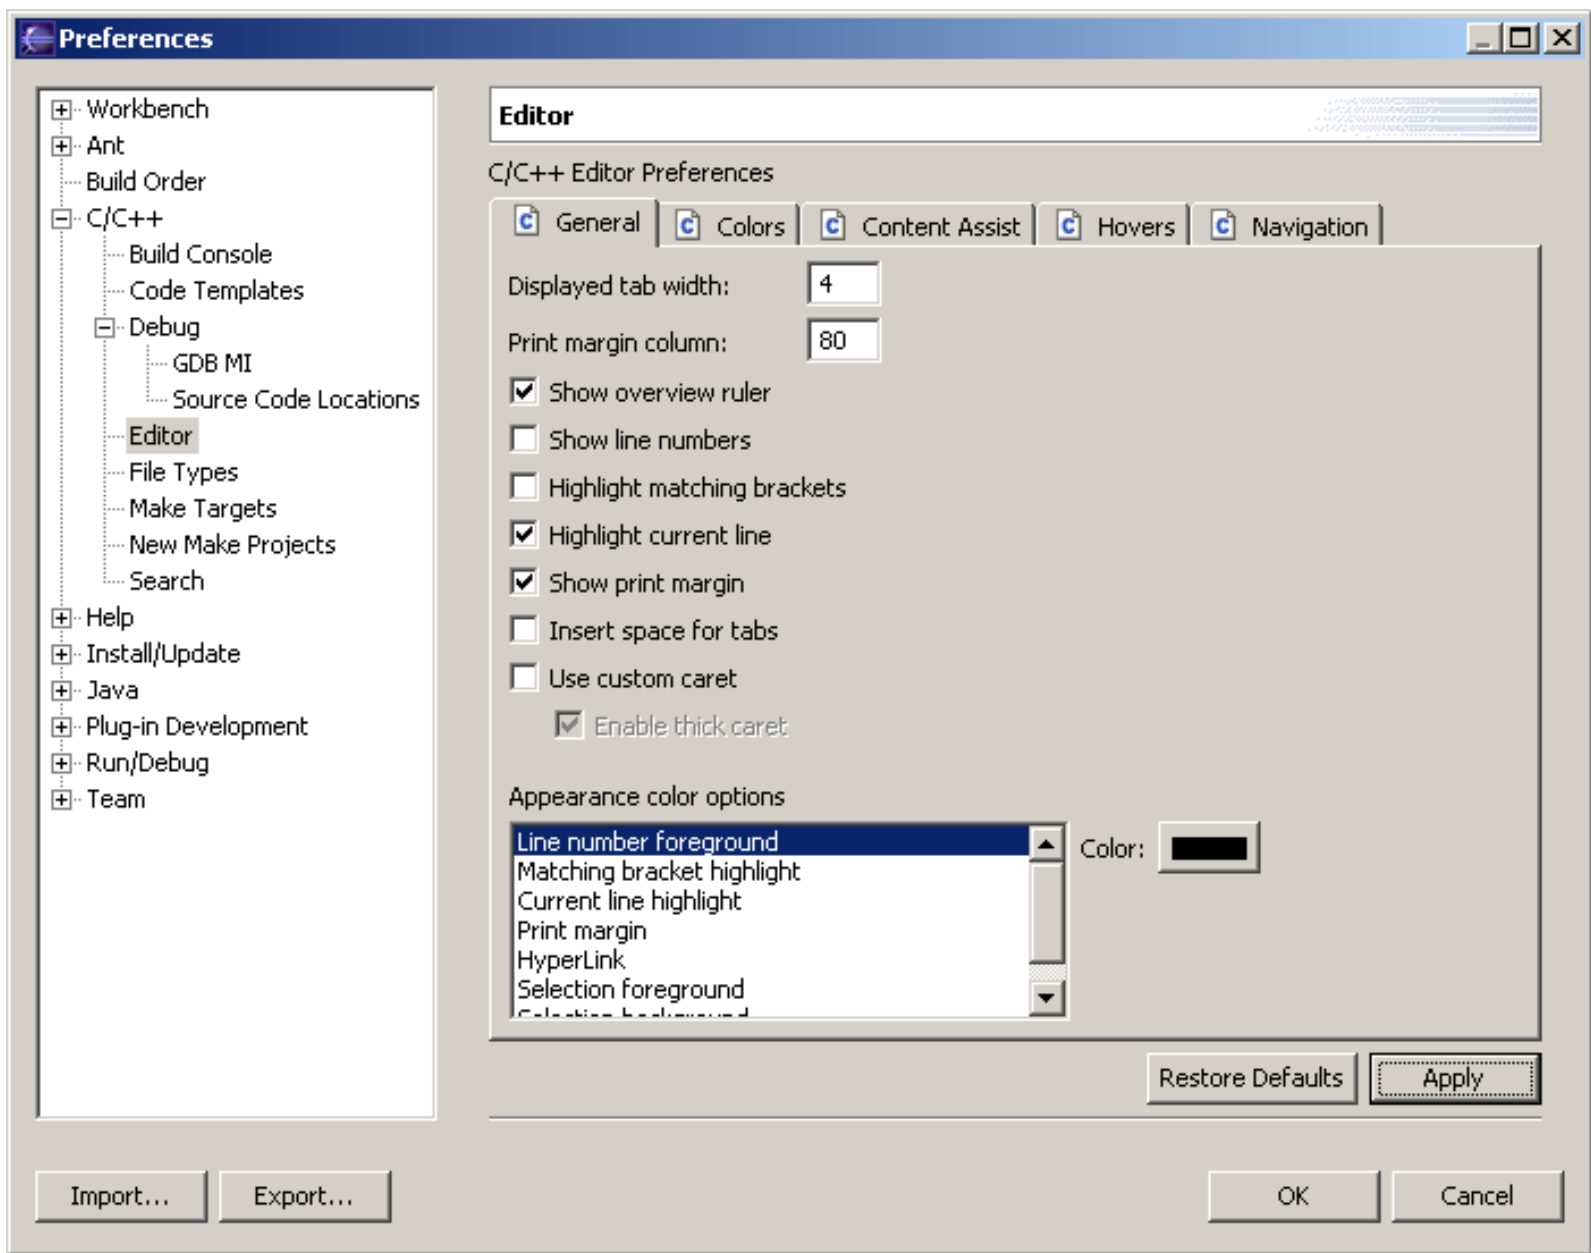 Preferences
Workbench
Ant
Build Order
C/C++
Build Console
Code Templates
Debug
GDB MI
Source Code Locations
Editor
File Types
Make Targets
New Make Projects
Search
Help
Install/Update
Java
Plug-in Development
Run/Debug
Team
Editor
C/C++ Editor Preferences
General Colors Content Assist Hovers Navigation
Displayed tab width: 4
Print margin column: 80
Show overview ruler
Show line numbers
Highlight matching brackets
Highlight current line
Show print margin
Insert space for tabs
Use custom caret
Enable thick caret
Appearance color options
Line number foreground
Matching bracket highlight
Current line highlight
Print margin
HyperLink
Selection foreground
Selection background
Color:
Restore Defaults Apply
Import... Export... OK Cancel